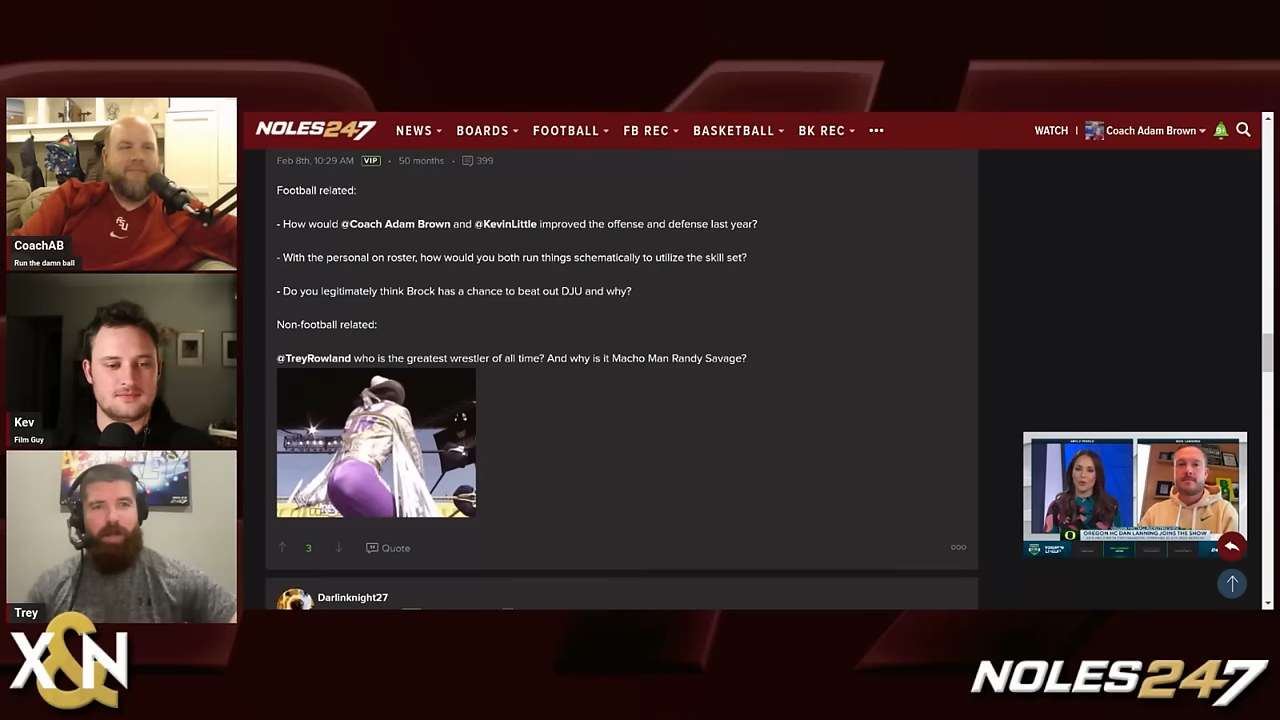 NOLES247
NEWS
BOARDS
FOOTBALL
FB REC
BASKETBALL
BK REC
•••
WATCH | Coach Adam Brown
Feb 8th, 10:29 AM VIP · 50 months · 399
Football related:
- How would @Coach Adam Brown and @KevinLittle improved the offense and defense last year?
- With the personal on roster, how would you both run things schematically to utilize the skill set?
- Do you legitimately think Brock has a chance to beat out DJU and why?
Non-football related:
@TreyRowland who is the greatest wrestler of all time? And why is it Macho Man Randy Savage?
3
Quote
Darlinknight27
FSU
CoachAB
Run the damn ball
Kev
Film Guy
247
Trey
OREGON HC DAN LANNING JOINS THE SHOW
X&N
NOLES247